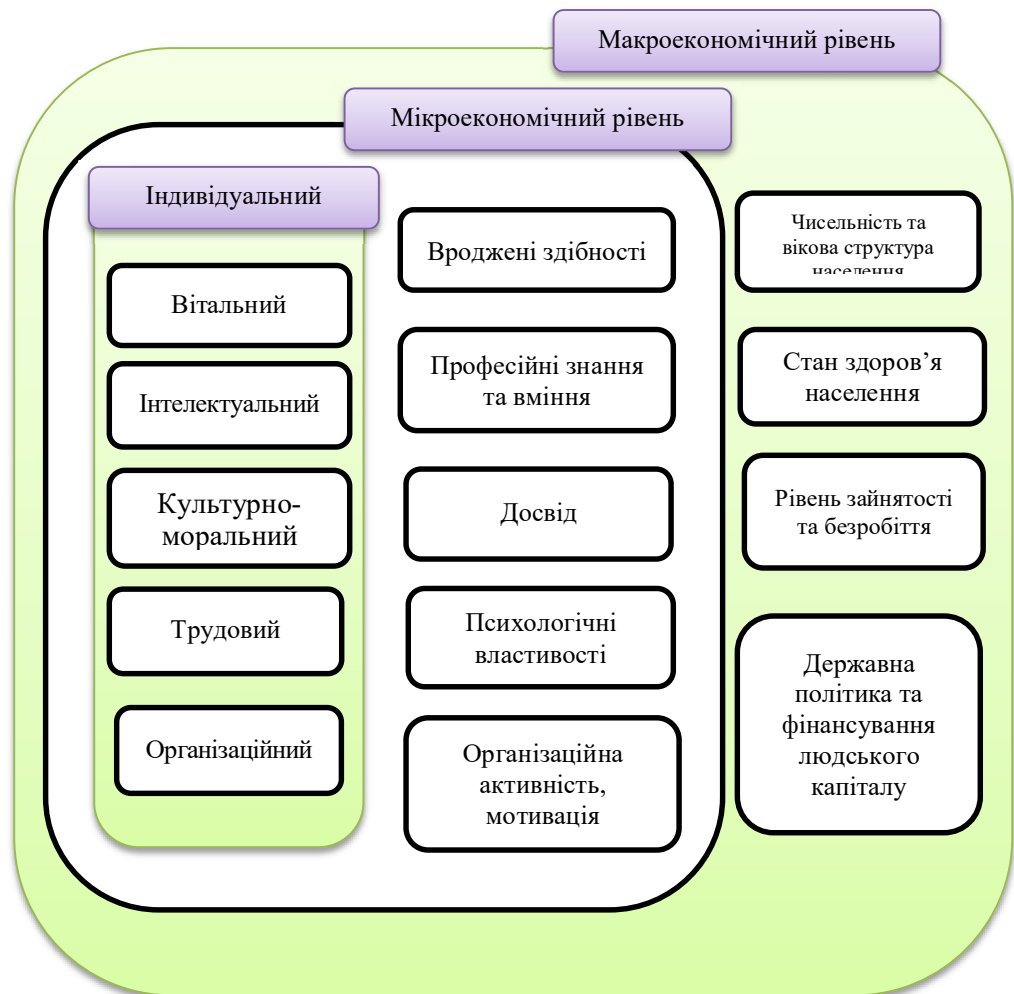 Макроекономічний рівень
Мікроекономічний рівень
Індивідуальний
Вітальний
Інтелектуальний
Культурно-
моральний
Трудовий
Організаційний
Вроджені здібності
Професійні знання
та вміння
Досвід
Психологічні
властивості
Організаційна
активність,
мотивація
Чисельність та
вікова структура
населення
Стан здоров’я
населення
Рівень зайнятості
та безробіття
Державна
політика та
фінансування
людського
капіталу